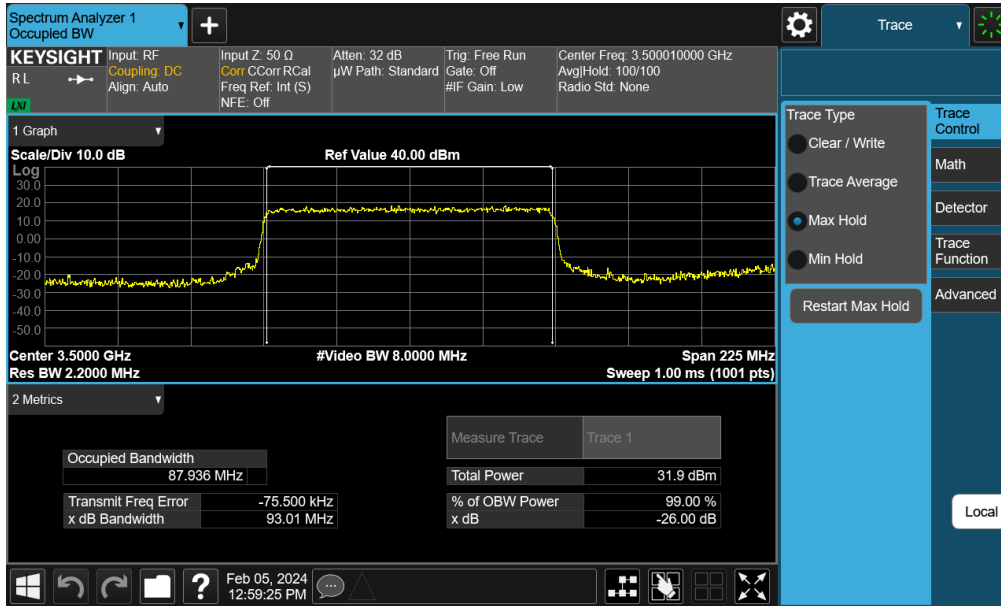 Spectrum Analyzer 1
Occupied BW
Trace
KEYSIGHT
R L
LXI
Input: RF
Coupling: DC
Align: Auto
Input Z: 50 Ω
Corr CCorr RCal
Freq Ref: Int (S)
NFE: Off
Atten: 32 dB
µW Path: Standard
Trig: Free Run
Gate: Off
#IF Gain: Low
Center Freq: 3.500010000 GHz
Avg|Hold: 100/100
Radio Std: None
1 Graph
Scale/Div 10.0 dB
Ref Value 40.00 dBm
Log
30.0
20.0
10.0
0.00
-10.0
-20.0
-30.0
-40.0
-50.0
Center 3.5000 GHz
#Video BW 8.0000 MHz
Span 225 MHz
Res BW 2.2000 MHz
Sweep 1.00 ms (1001 pts)
2 Metrics
Measure Trace
Trace 1
Occupied Bandwidth
87.936 MHz
Total Power
31.9 dBm
Transmit Freq Error
-75.500 kHz
% of OBW Power
99.00 %
x dB Bandwidth
93.01 MHz
x dB
-26.00 dB
Trace Type
Clear / Write
Trace Average
Max Hold
Min Hold
Restart Max Hold
Trace
Control
Math
Detector
Trace
Function
Advanced
Local
?
Feb 05, 2024
12:59:25 PM